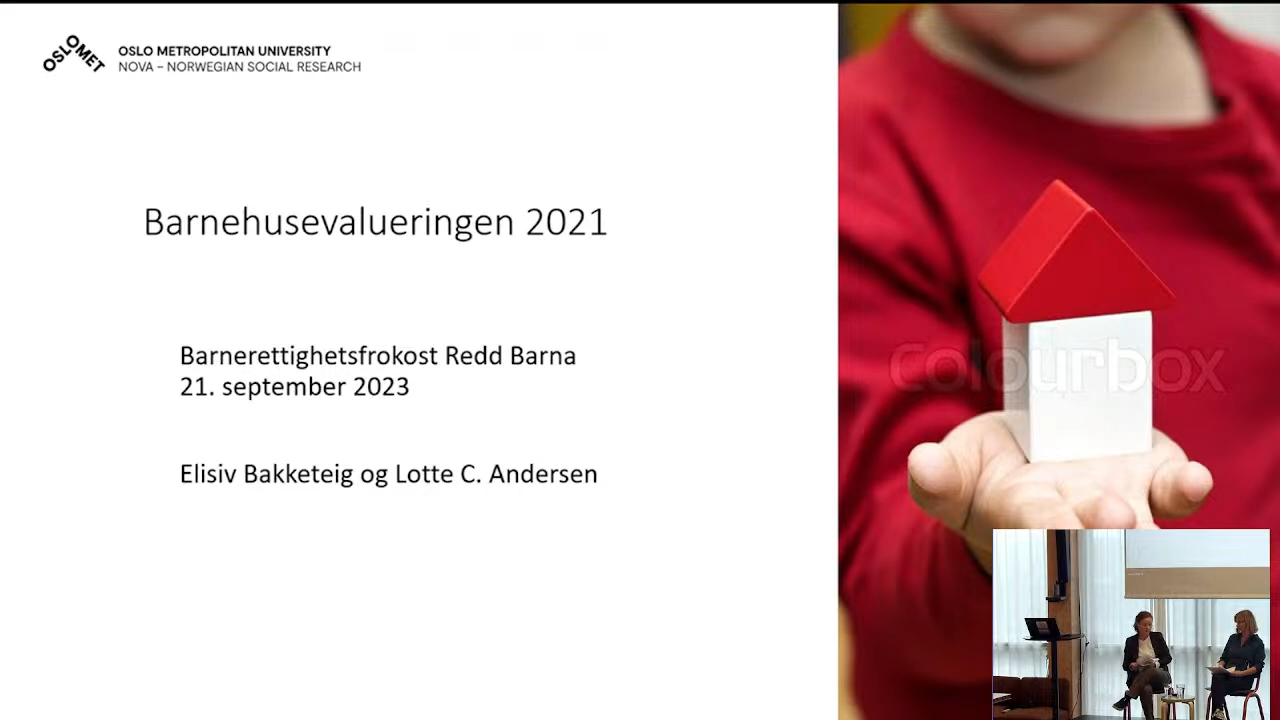 OSLOMET
OSLO METROPOLITAN UNIVERSITY
NOVA – NORWEGIAN SOCIAL RESEARCH
Barnehusevalueringen 2021
Barnerettighetsfrokost Redd Barna
21. september 2023
Elisiv Bakketeig og Lotte C. Andersen
colourbox